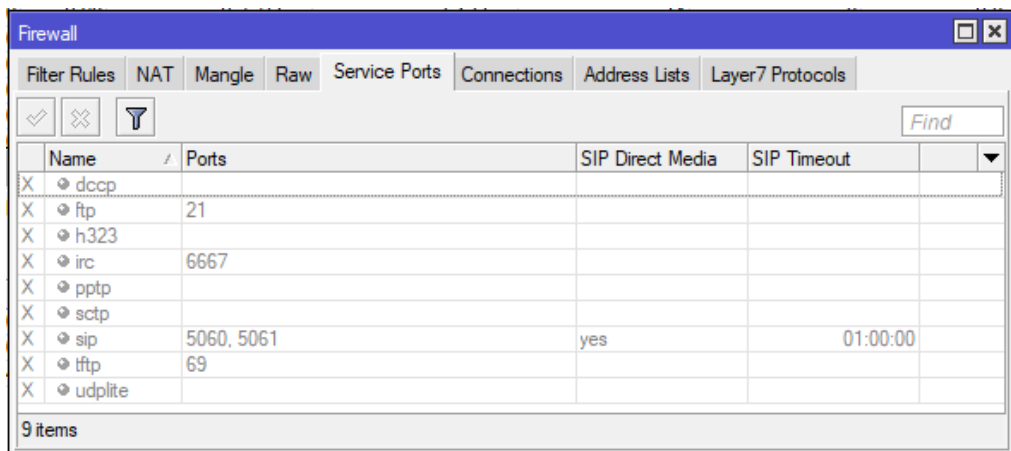 Firewall
Filter Rules NAT Mangle Raw Service Ports Connections Address Lists Layer7 Protocols
Find
Name Ports SIP Direct Media SIP Timeout
X dccp
X ftp 21
X h323
X irc 6667
X pptp
X sctp
X sip 5060, 5061 yes 01:00:00
X tftp 69
X udplite
9 items